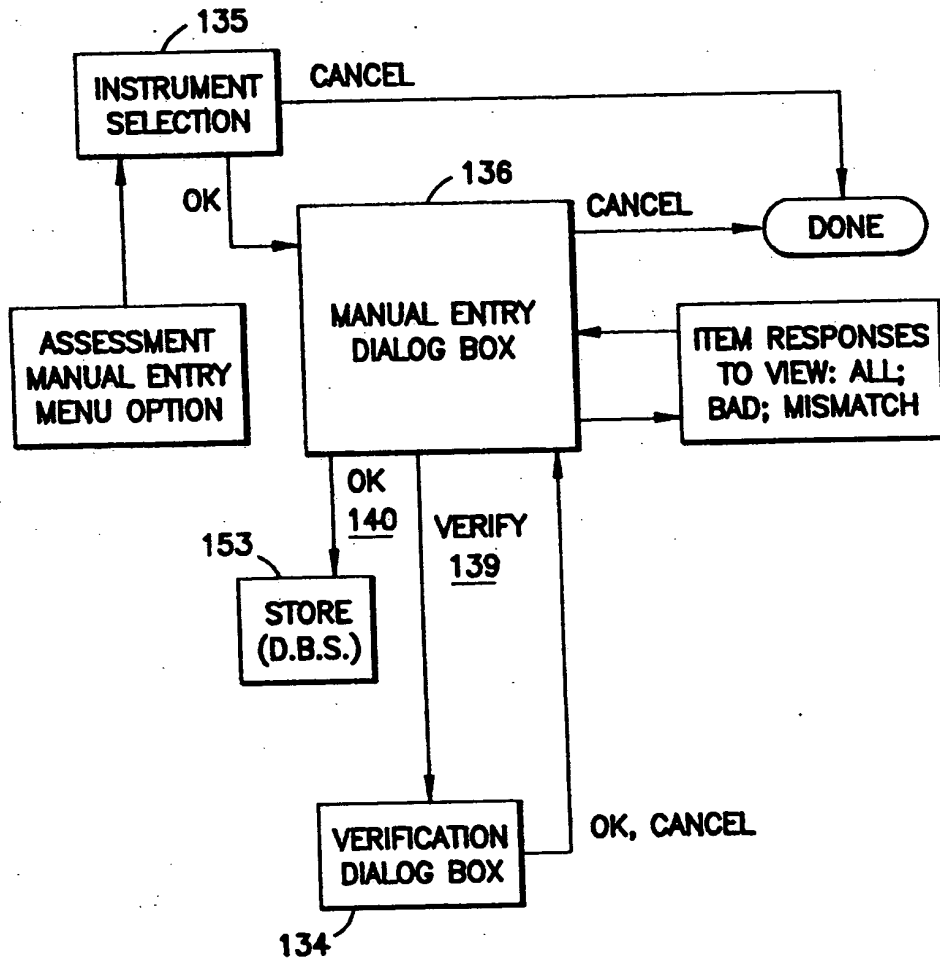 135
INSTRUMENT
SELECTION
CANCEL
OK
136
CANCEL
DONE
ASSESSMENT
MANUAL ENTRY
MENU OPTION
MANUAL ENTRY
DIALOG BOX
ITEM RESPONSES
TO VIEW: ALL;
BAD; MISMATCH
OK
140
VERIFY
139
153
STORE
(D.B.S.)
VERIFICATION
DIALOG BOX
OK, CANCEL
134